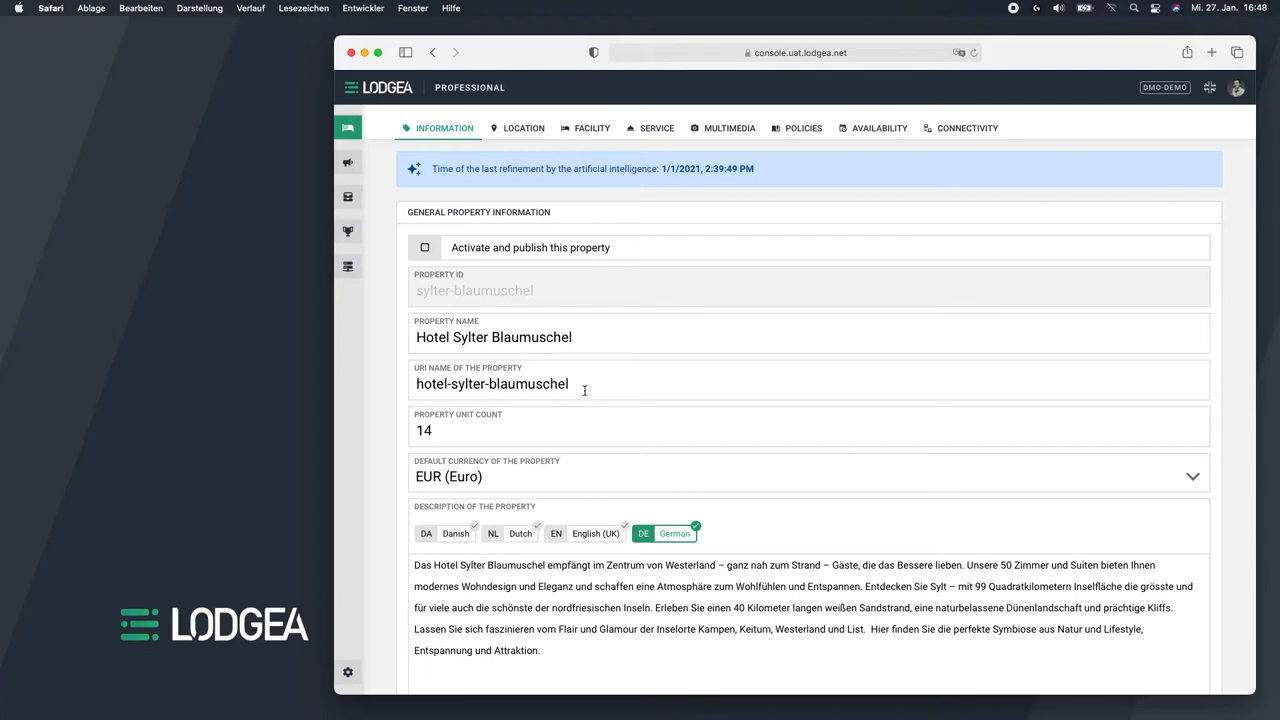 Safari Ablage Bearbeiten Darstellung Verlauf Lesezeichen Entwickler Fenster Hilfe Mi. 27. Jan. 16:48
console.uat.lodgea.net
LODGEA PROFESSIONAL DMO-DEMO
INFORMATION LOCATION FACILITY SERVICE MULTIMEDIA POLICIES AVAILABILITY CONNECTIVITY
Time of the last refinement by the artificial intelligence: 1/1/2021, 2:39:49 PM
GENERAL PROPERTY INFORMATION
Activate and publish this property
PROPERTY ID
sylter-blaumuschel
PROPERTY NAME
Hotel Sylter Blaumuschel
URI NAME OF THE PROPERTY
hotel-sylter-blaumuschel
PROPERTY UNIT COUNT
14
DEFAULT CURRENCY OF THE PROPERTY
EUR (Euro)
DESCRIPTION OF THE PROPERTY
DA Danish NL Dutch EN English (UK) DE German
Das Hotel Sylter Blaumuschel empfängt im Zentrum von Westerland – ganz nah zum Strand – Gäste, die das Bessere lieben. Unsere 50 Zimmer und Suiten bieten Ihnen
modernes Wohndesign und Eleganz und schaffen eine Atmosphäre zum Wohlfühlen und Entspannen. Entdecken Sie Sylt – mit 99 Quadratkilometern Inselfläche die grösste und
für viele auch die schönste der nordfriesischen Inseln. Erleben Sie einen 40 Kilometer langen weißen Sandstrand, eine naturbelassene Dünenlandschaft und prächtige Kliffs.
Lassen Sie sich faszinieren vom Flair und Glamour der Inselorte Kampen, Keitum, Westerland und List. Hier finden Sie die perfekte Symbiose aus Natur und Lifestyle,
Entspannung und Attraktion.
LODGEA